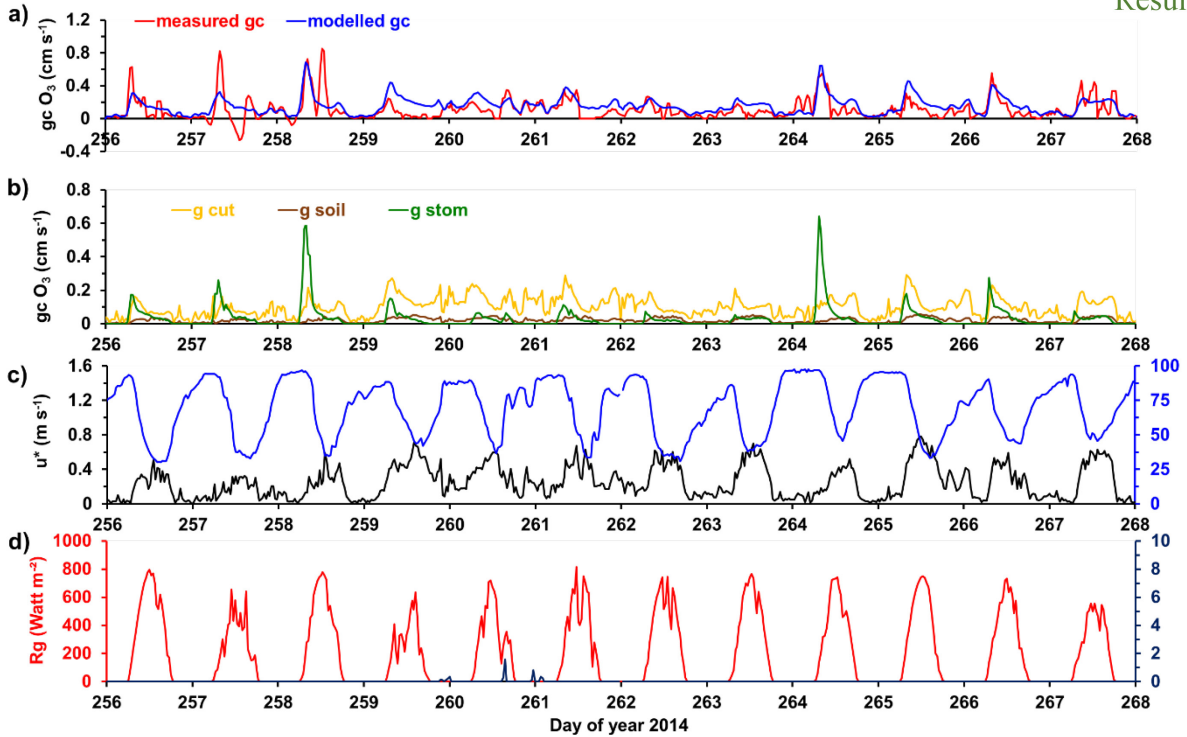 Resul
a)
measured gc
modelled gc
gc O₃ (cm s⁻¹)
1.2
0.8
0.4
0
-0.4
256 257 258 259 260 261 262 263 264 265 266 267 268
b)
g cut
g soil
g stom
gc O₃ (cm s⁻¹)
0.8
0.6
0.4
0.2
0
256 257 258 259 260 261 262 263 264 265 266 267 268
c)
u* (m s⁻¹)
1.6
1.2
0.8
0.4
0
100
75
50
25
0
256 257 258 259 260 261 262 263 264 265 266 267 268
d)
Rg (Watt m⁻²)
1000
800
600
400
200
0
10
8
6
4
2
0
256 257 258 259 260 261 262 263 264 265 266 267 268
Day of year 2014